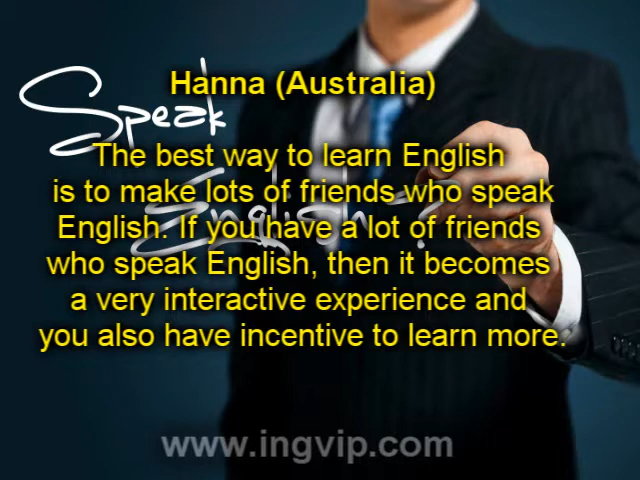 Hanna (Australia)
Speak
English?
The best way to learn English
is to make lots of friends who speak
English. If you have a lot of friends
who speak English, then it becomes
a very interactive experience and
you also have incentive to learn more.
www.ingvip.com